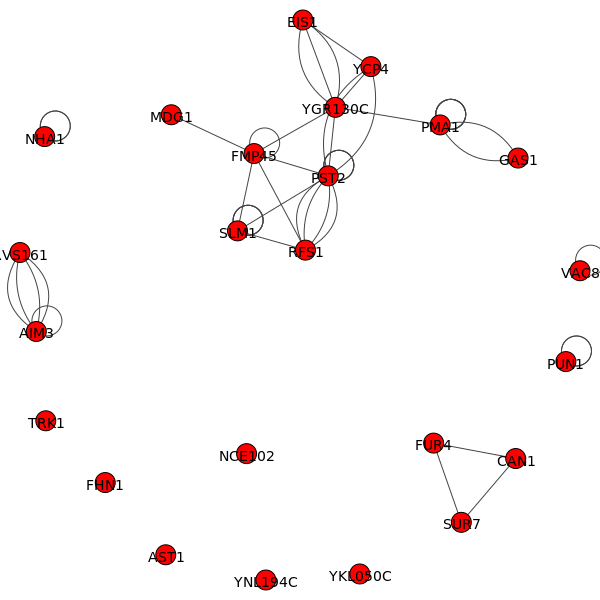 EIS1
YCP4
YGR130C
MDG1
PMA1
NHA1
FMP45
GAS1
PST2
SLM1
RFS1
VS161
VAC8
AIM3
PUN1
TRK1
FUR4
NCE102
CAN1
FHN1
SUR7
AST1
YNL194C
YKL050C